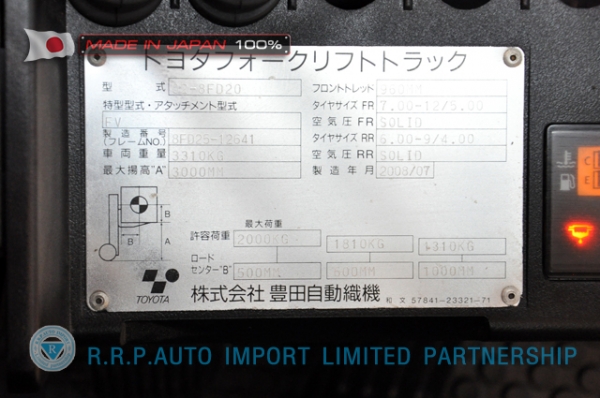 MADE IN JAPAN 100%
トヨタフォークリフトトラック
型式 -8FD20 フロントトレッド
特型型式・アタッチメント型式 タイヤサイズ FR 7.00-12/5.00
FV 空気圧 FR SOLID
製造番号 (フレームNO.) 8FD25-12641 タイヤサイズ RR 6.00-9/4.00
車両重量 3310KG 空気圧 RR SOLID
最大揚高"A" 3000MM 製造年月 2008/07
最大荷重
許容荷重 2000KG 1810KG 1310KG
ロードセンター"B" 500MM 600MM 1000MM
B
B A
TOYOTA 株式会社 豊田自動織機 和文 57841-23321-71
C
E
R
R.R.P.AUTO IMPORT LIMITED PARTNERSHIP